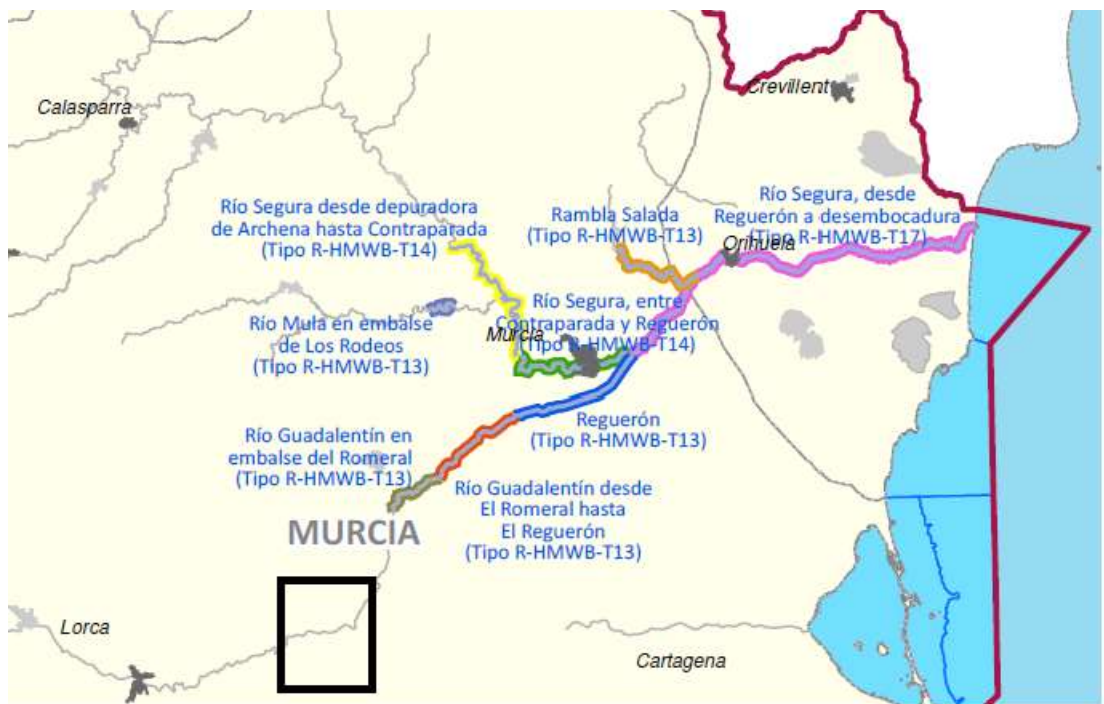 Crevillent
Calasparra
Río Segura desde depuradora
de Archena hasta Contraparada
(Tipo R-HMWB-T14)
Rambla Salada
(Tipo R-HMWB-T13)
Río Segura, desde
Reguerón a desembocadura
(Tipo R-HMWB-T17)
Orihuela
Río Mula en embalse
de Los Rodeos
(Tipo R-HMWB-T13)
Río Segura, entre
Contraparada y Reguerón
(Tipo R-HMWB-T14)
Murcia
Reguerón
(Tipo R-HMWB-T13)
Río Guadalentín en
embalse del Romeral
(Tipo R-HMWB-T13)
Río Guadalentín desde
El Romeral hasta
El Reguerón
(Tipo R-HMWB-T13)
MURCIA
Lorca
Cartagena